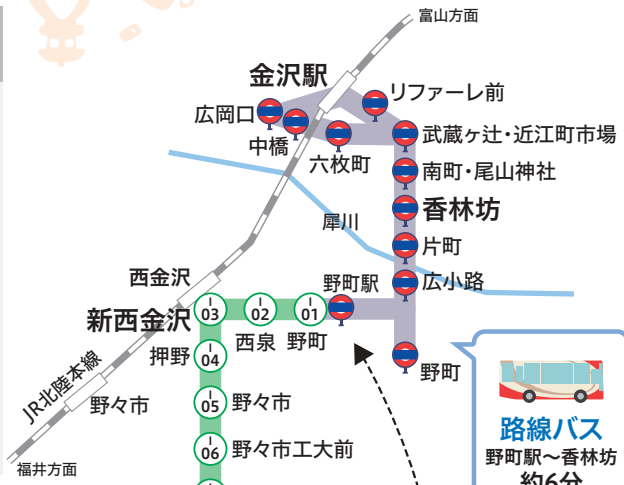 富山方面
金沢駅
リファーレ前
広岡口
中橋
六枚町
武蔵ヶ辻・近江町市場
南町・尾山神社
香林坊
犀川
片町
西金沢
野町駅
広小路
新西金沢
I
03
I
02
I
01
西泉
野町
押野
I
04
野町
JR北陸本線
野々市
I
05
野々市
I
06
野々市工大前
路線バス
野町駅~香林坊
約6分
福井方面